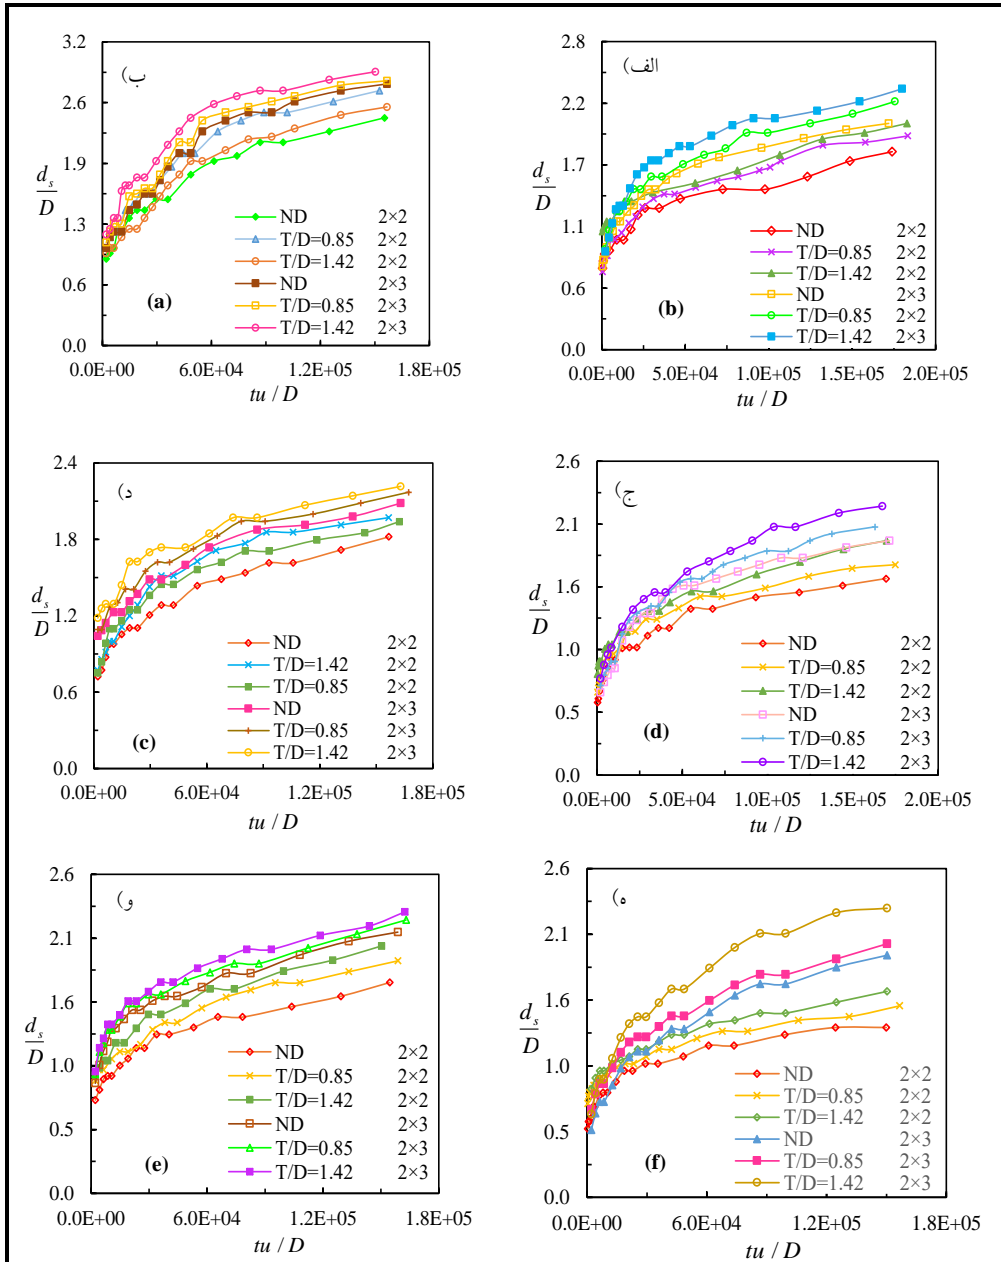 ب)
3.2
2.6
1.9
1.3
0.6
0.0
d_s
D
ND 2×2
T/D=0.85 2×2
T/D=1.42 2×2
ND 2×3
T/D=0.85 2×3
T/D=1.42 2×3
(a)
0.0E+00 6.0E+04 1.2E+05 1.8E+05
tu / D
الف)
2.8
2.2
1.7
1.1
0.6
0.0
d_s
D
ND 2×2
T/D=0.85 2×2
T/D=1.42 2×2
ND 2×3
T/D=0.85 2×2
T/D=1.42 2×3
(b)
0.0E+00 5.0E+04 1.0E+05 1.5E+05 2.0E+05
tu / D
د)
2.4
1.8
1.2
0.6
0.0
d_s
D
ND 2×2
T/D=1.42 2×2
T/D=0.85 2×2
ND 2×3
T/D=0.85 2×3
T/D=1.42 2×3
(c)
0.0E+00 6.0E+04 1.2E+05 1.8E+05
tu / D
ج)
2.6
2.1
1.6
1.0
0.5
0.0
d_s
D
ND 2×2
T/D=0.85 2×2
T/D=1.42 2×2
ND 2×3
T/D=0.85 2×3
T/D=1.42 2×3
(d)
0.0E+00 5.0E+04 1.0E+05 1.5E+05 2.0E+05
tu / D
و)
2.6
2.1
1.6
1.0
0.5
0.0
d_s
D
ND 2×2
T/D=0.85 2×2
T/D=1.42 2×2
ND 2×3
T/D=0.85 2×3
T/D=1.42 2×3
(e)
0.0E+00 6.0E+04 1.2E+05 1.8E+05
tu / D
ه)
2.6
2.1
1.6
1.0
0.5
0.0
d_s
D
ND 2×2
T/D=0.85 2×2
T/D=1.42 2×2
ND 2×3
T/D=0.85 2×3
T/D=1.42 2×3
(f)
0.0E+00 6.0E+04 1.2E+05 1.8E+05
tu / D